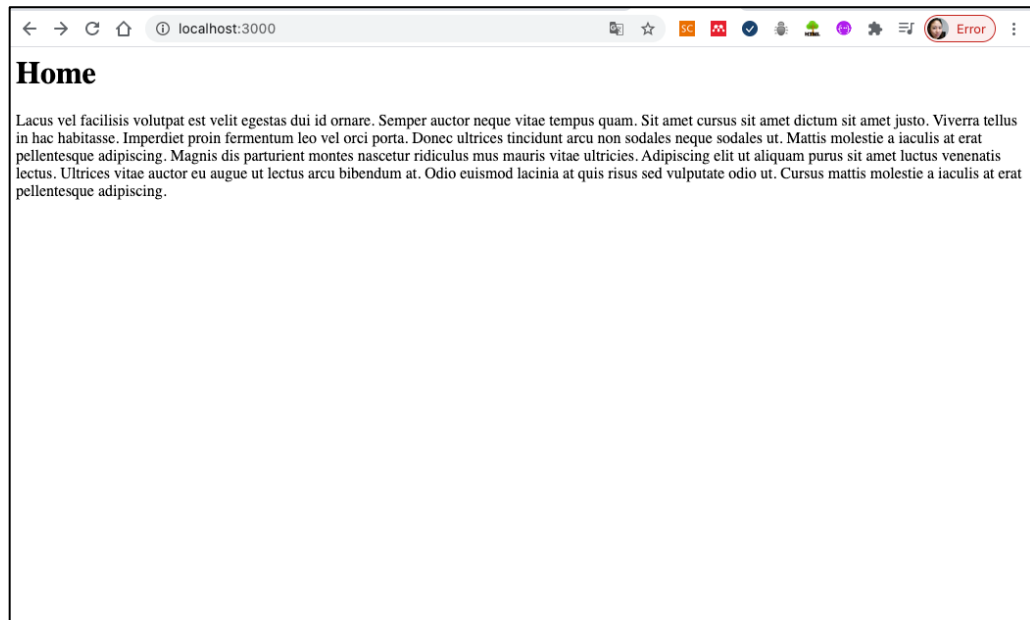 localhost:3000
SC
Error
Home
Lacus vel facilisis volutpat est velit egestas dui id ornare. Semper auctor neque vitae tempus quam. Sit amet cursus sit amet dictum sit amet justo. Viverra tellus
in hac habitasse. Imperdiet proin fermentum leo vel orci porta. Donec ultrices tincidunt arcu non sodales neque sodales ut. Mattis molestie a iaculis at erat
pellentesque adipiscing. Magnis dis parturient montes nascetur ridiculus mus mauris vitae ultricies. Adipiscing elit ut aliquam purus sit amet luctus venenatis
lectus. Ultrices vitae auctor eu augue ut lectus arcu bibendum at. Odio euismod lacinia at quis risus sed vulputate odio ut. Cursus mattis molestie a iaculis at erat
pellentesque adipiscing.